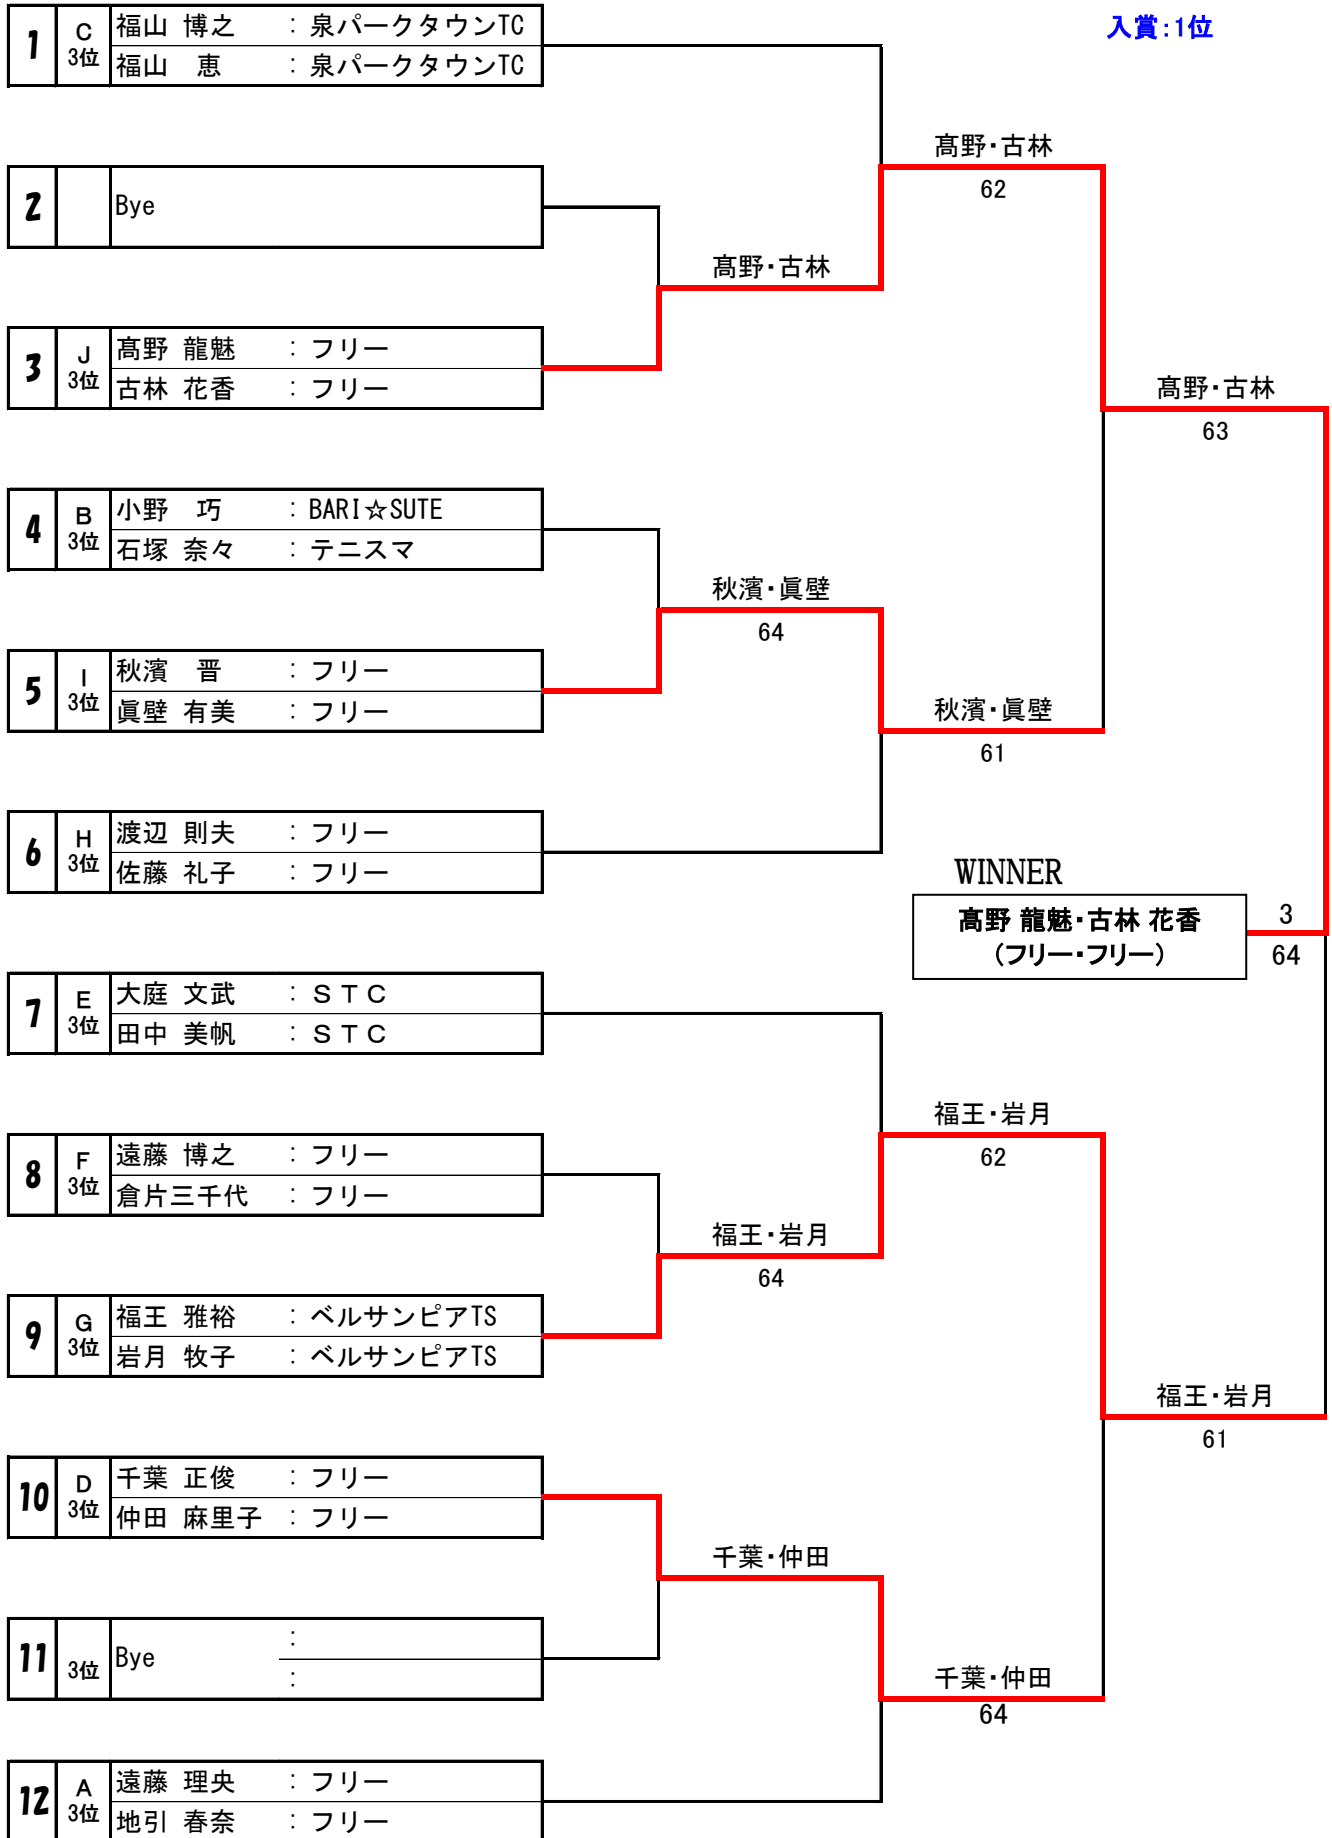 入賞:1位
1 C 3位 福山 博之 : 泉パークタウンTC
福山 恵 : 泉パークタウンTC
髙野・古林
62
2 Bye
髙野・古林
3 J 3位 髙野 龍魅 : フリー
古林 花香 : フリー
髙野・古林
63
4 B 3位 小野 巧 : BARI☆SUTE
石塚 奈々 : テニスマ
秋濱・眞壁
64
5 I 3位 秋濱 晋 : フリー
眞壁 有美 : フリー
秋濱・眞壁
61
6 H 3位 渡辺 則夫 : フリー
佐藤 礼子 : フリー
WINNER
髙野 龍魅・古林 花香
(フリー・フリー)
3
64
7 E 3位 大庭 文武 : STC
田中 美帆 : STC
福王・岩月
62
8 F 3位 遠藤 博之 : フリー
倉片三千代 : フリー
福王・岩月
64
9 G 3位 福王 雅裕 : ベルサンピアTS
岩月 牧子 : ベルサンピアTS
福王・岩月
61
10 D 3位 千葉 正俊 : フリー
仲田 麻里子 : フリー
千葉・仲田
11 3位 Bye :
:
千葉・仲田
64
12 A 3位 遠藤 理央 : フリー
地引 春奈 : フリー